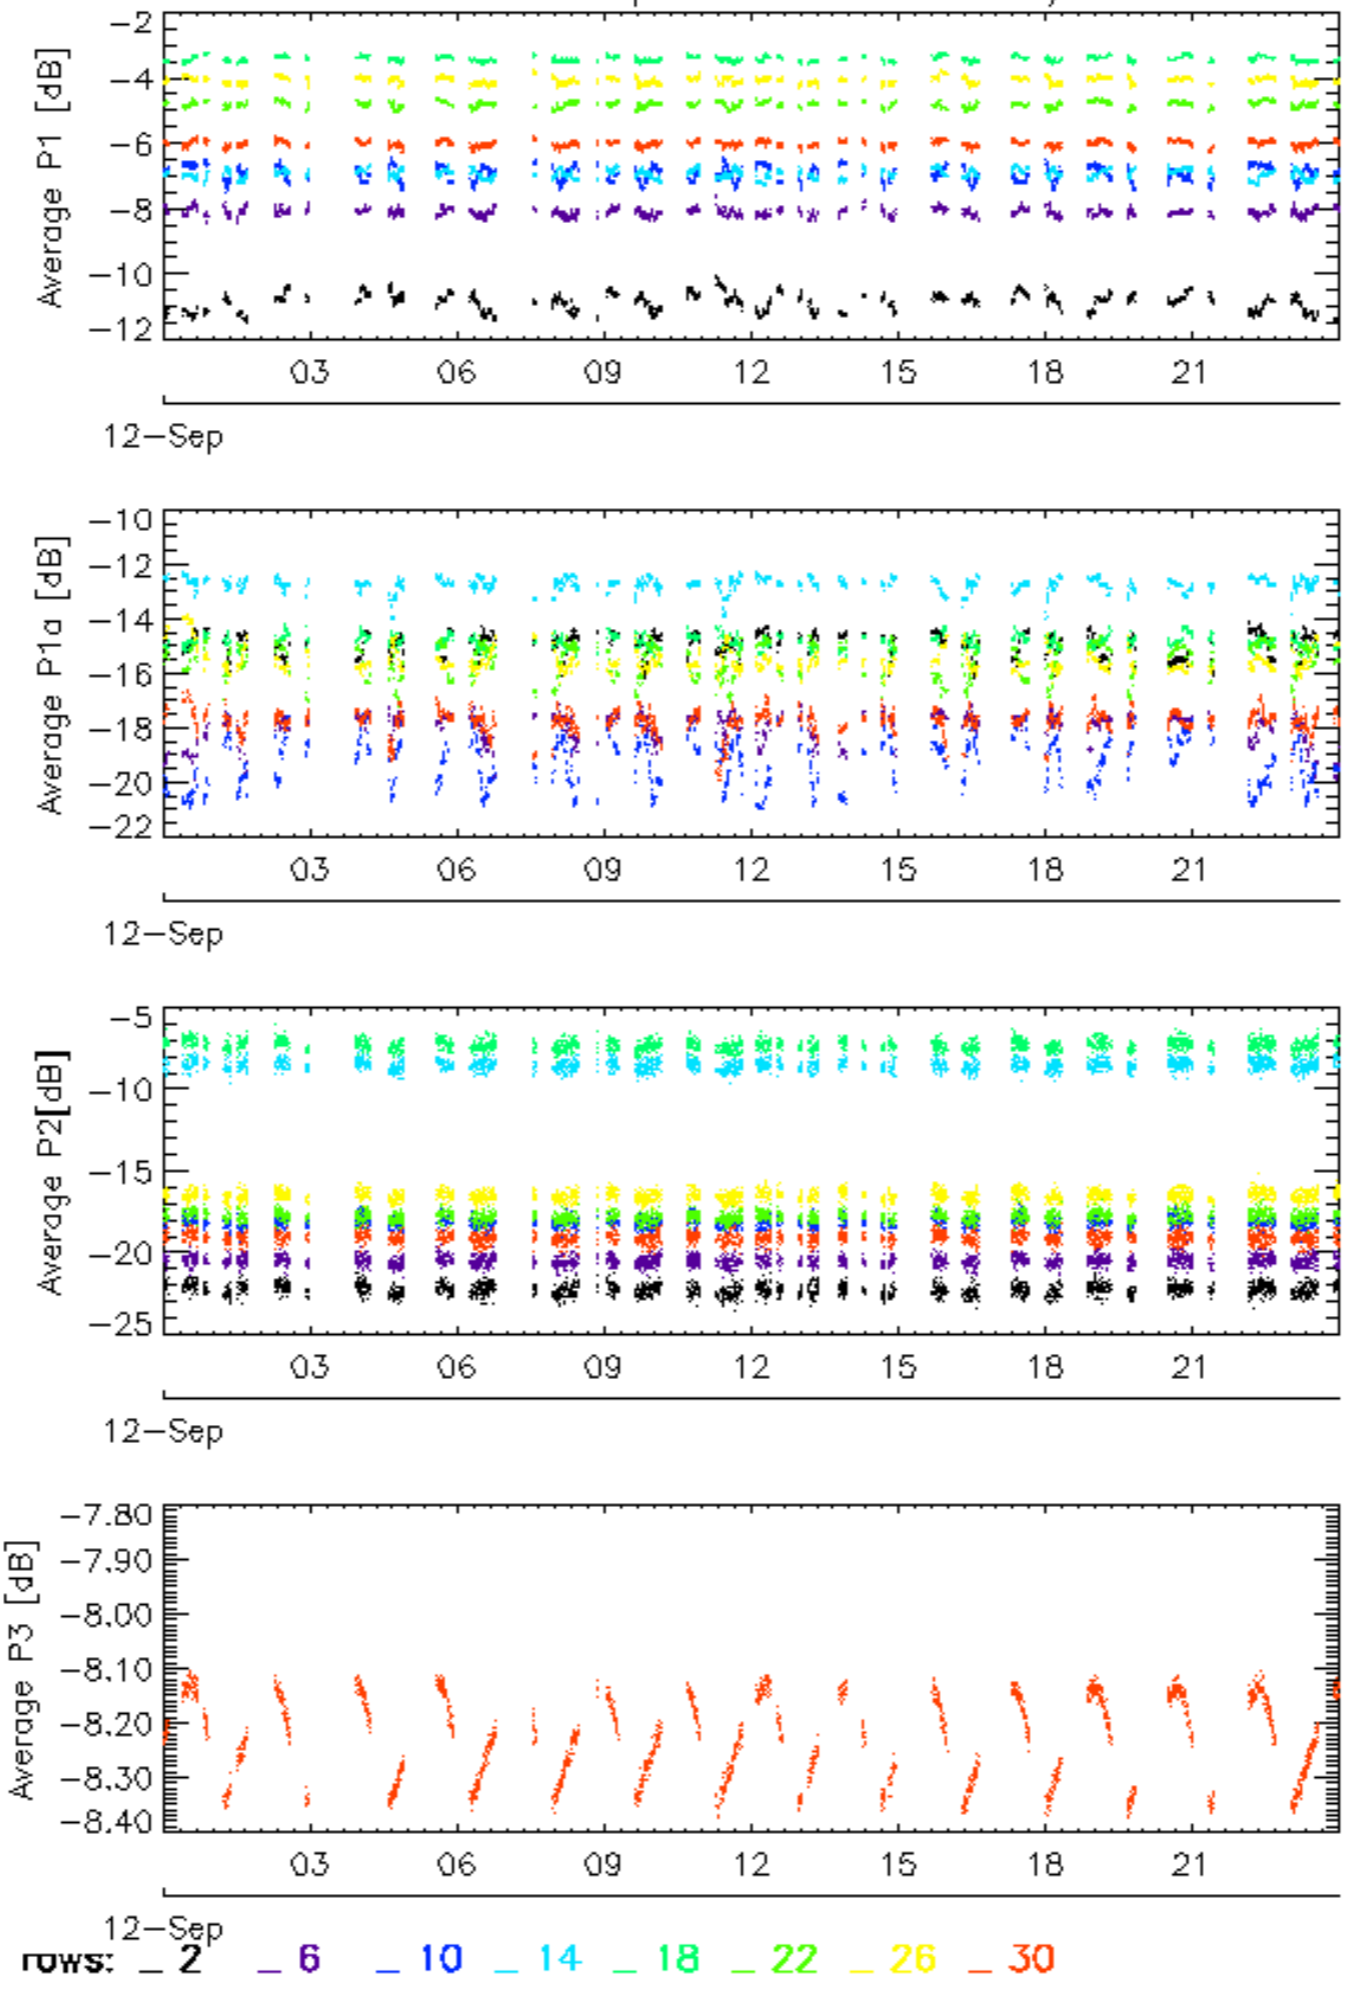 Average P1 [dB]
-2
-4
-6
-8
-10
-12
03 06 09 12 15 18 21
12-Sep
Average P1a [dB]
-10
-12
-14
-16
-18
-20
-22
03 06 09 12 15 18 21
12-Sep
Average P2[dB]
-5
-10
-15
-20
-25
03 06 09 12 15 18 21
12-Sep
Average P3 [dB]
-7.80
-7.90
-8.00
-8.10
-8.20
-8.30
-8.40
03 06 09 12 15 18 21
12-Sep
rows: _ 2 _ 6 _ 10 _ 14 _ 18 _ 22 _ 26 _ 30